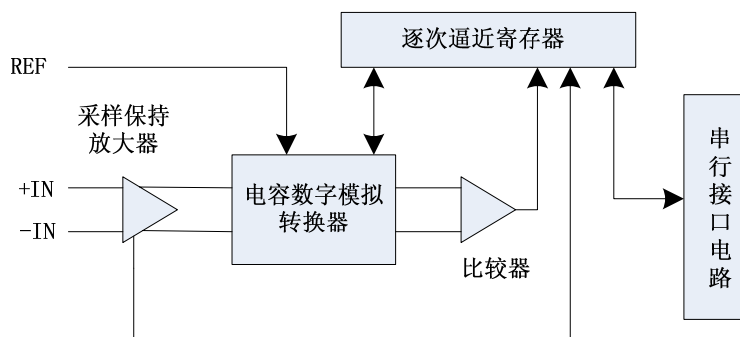 逐次逼近寄存器
REF
采样保持
放大器
+IN
-IN
电容数字模拟
转换器
比较器
串行接口电路